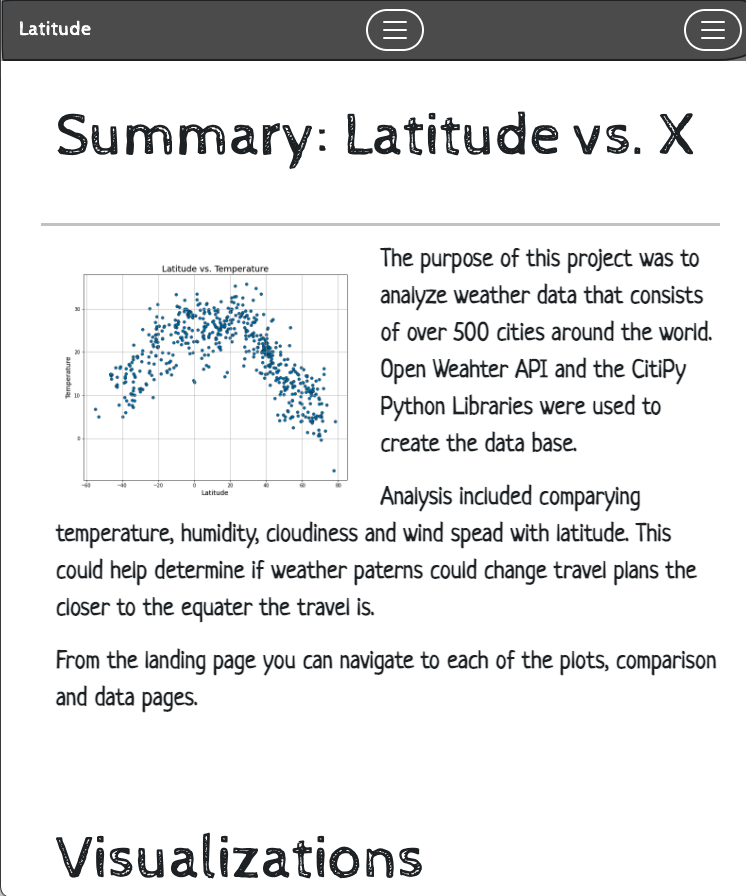 Latitude
Summary: Latitude vs. X
Latitude vs. Temperature
30
20
10
0
Temperature
-60 -40 -20 0 20 40 60 80
Latitude
The purpose of this project was to
analyze weather data that consists
of over 500 cities around the world.
Open Weahter API and the CitiPy
Python Libraries were used to
create the data base.
Analysis included comparying
temperature, humidity, cloudiness and wind spead with latitude. This
could help determine if weather paterns could change travel plans the
closer to the equater the travel is.
From the landing page you can navigate to each of the plots, comparison
and data pages.
Visualizations